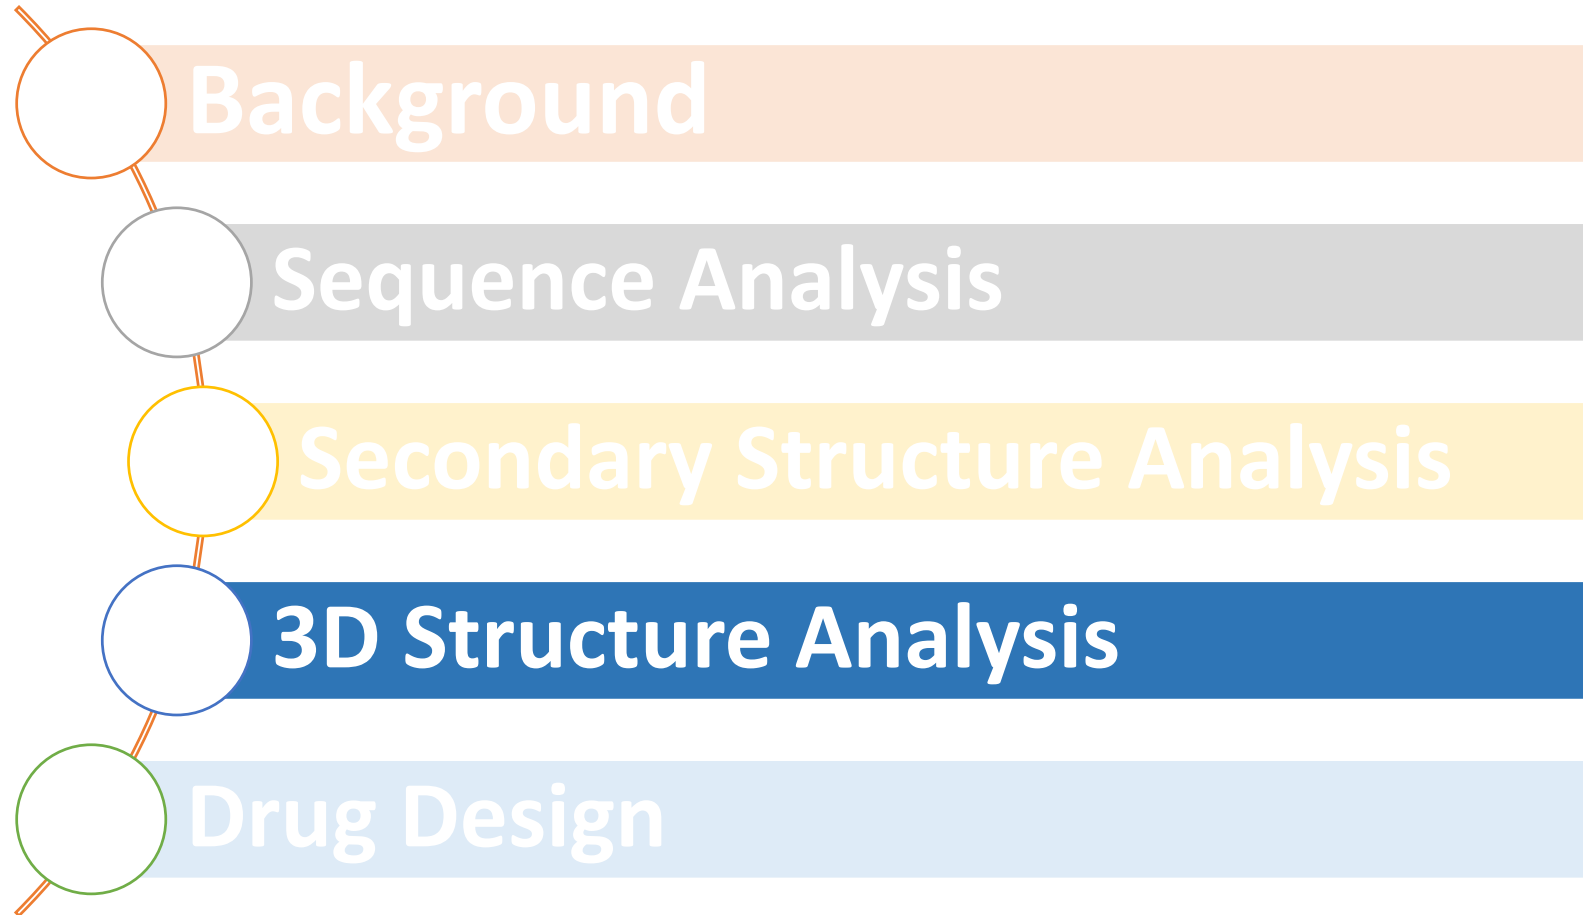 Background
Sequence Analysis
Secondary Structure Analysis
3D Structure Analysis
Drug Design